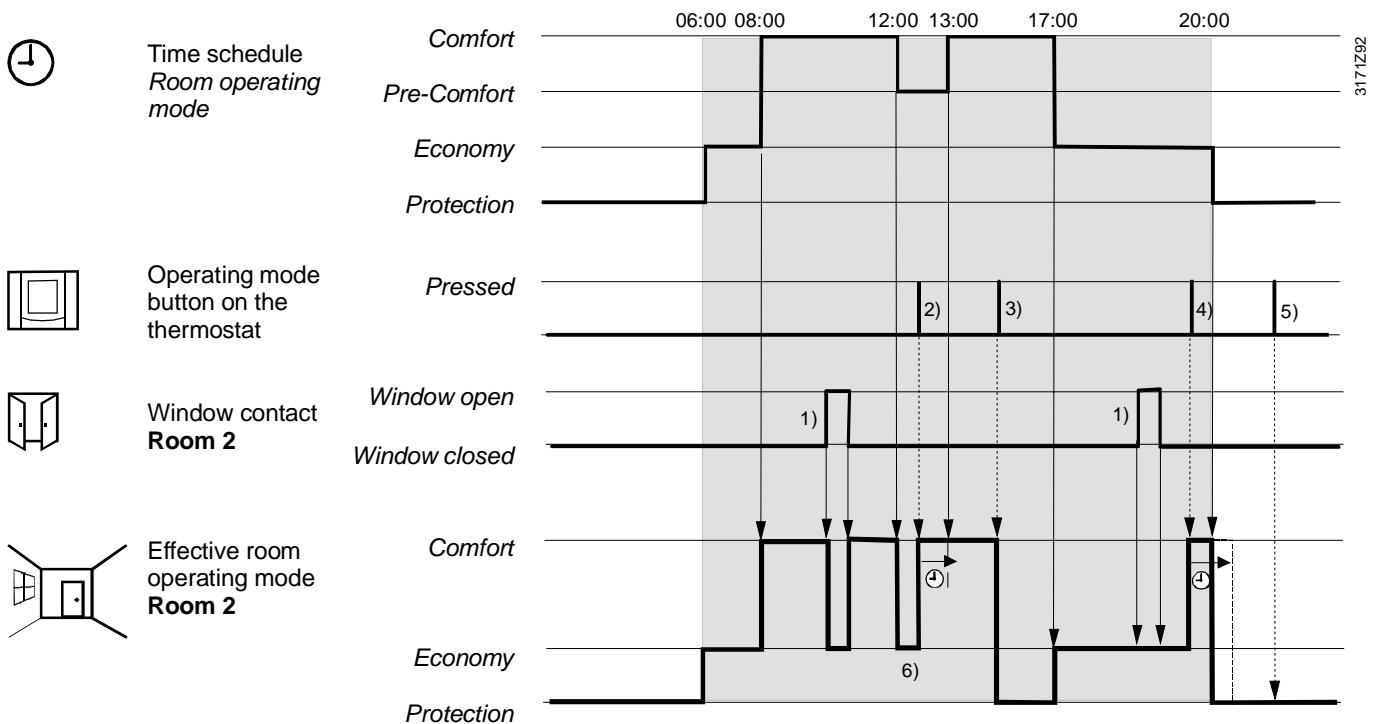 06:00 08:00 12:00 13:00 17:00 20:00
3171Z92
Time schedule
Room operating
mode
Comfort
Pre-Comfort
Economy
Protection
Operating mode
button on the
thermostat
Pressed
2)
3)
4)
5)
Window contact
Room 2
Window open
1)
1)
Window closed
Effective room
operating mode
Room 2
Comfort
Economy
6)
Protection